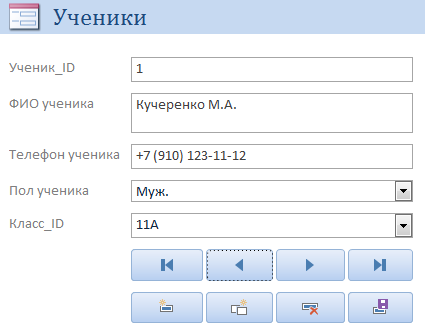 Ученики
Ученик_ID 1
ФИО ученика Кучеренко М.А.
Телефон ученика +7 (910) 123-11-12
Пол ученика Муж.
Класс_ID 11А